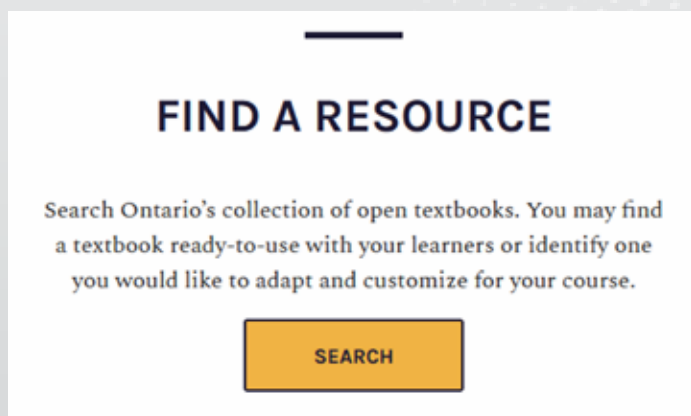 FIND A RESOURCE
Search Ontario’s collection of open textbooks. You may find
a textbook ready-to-use with your learners or identify one
you would like to adapt and customize for your course.
SEARCH